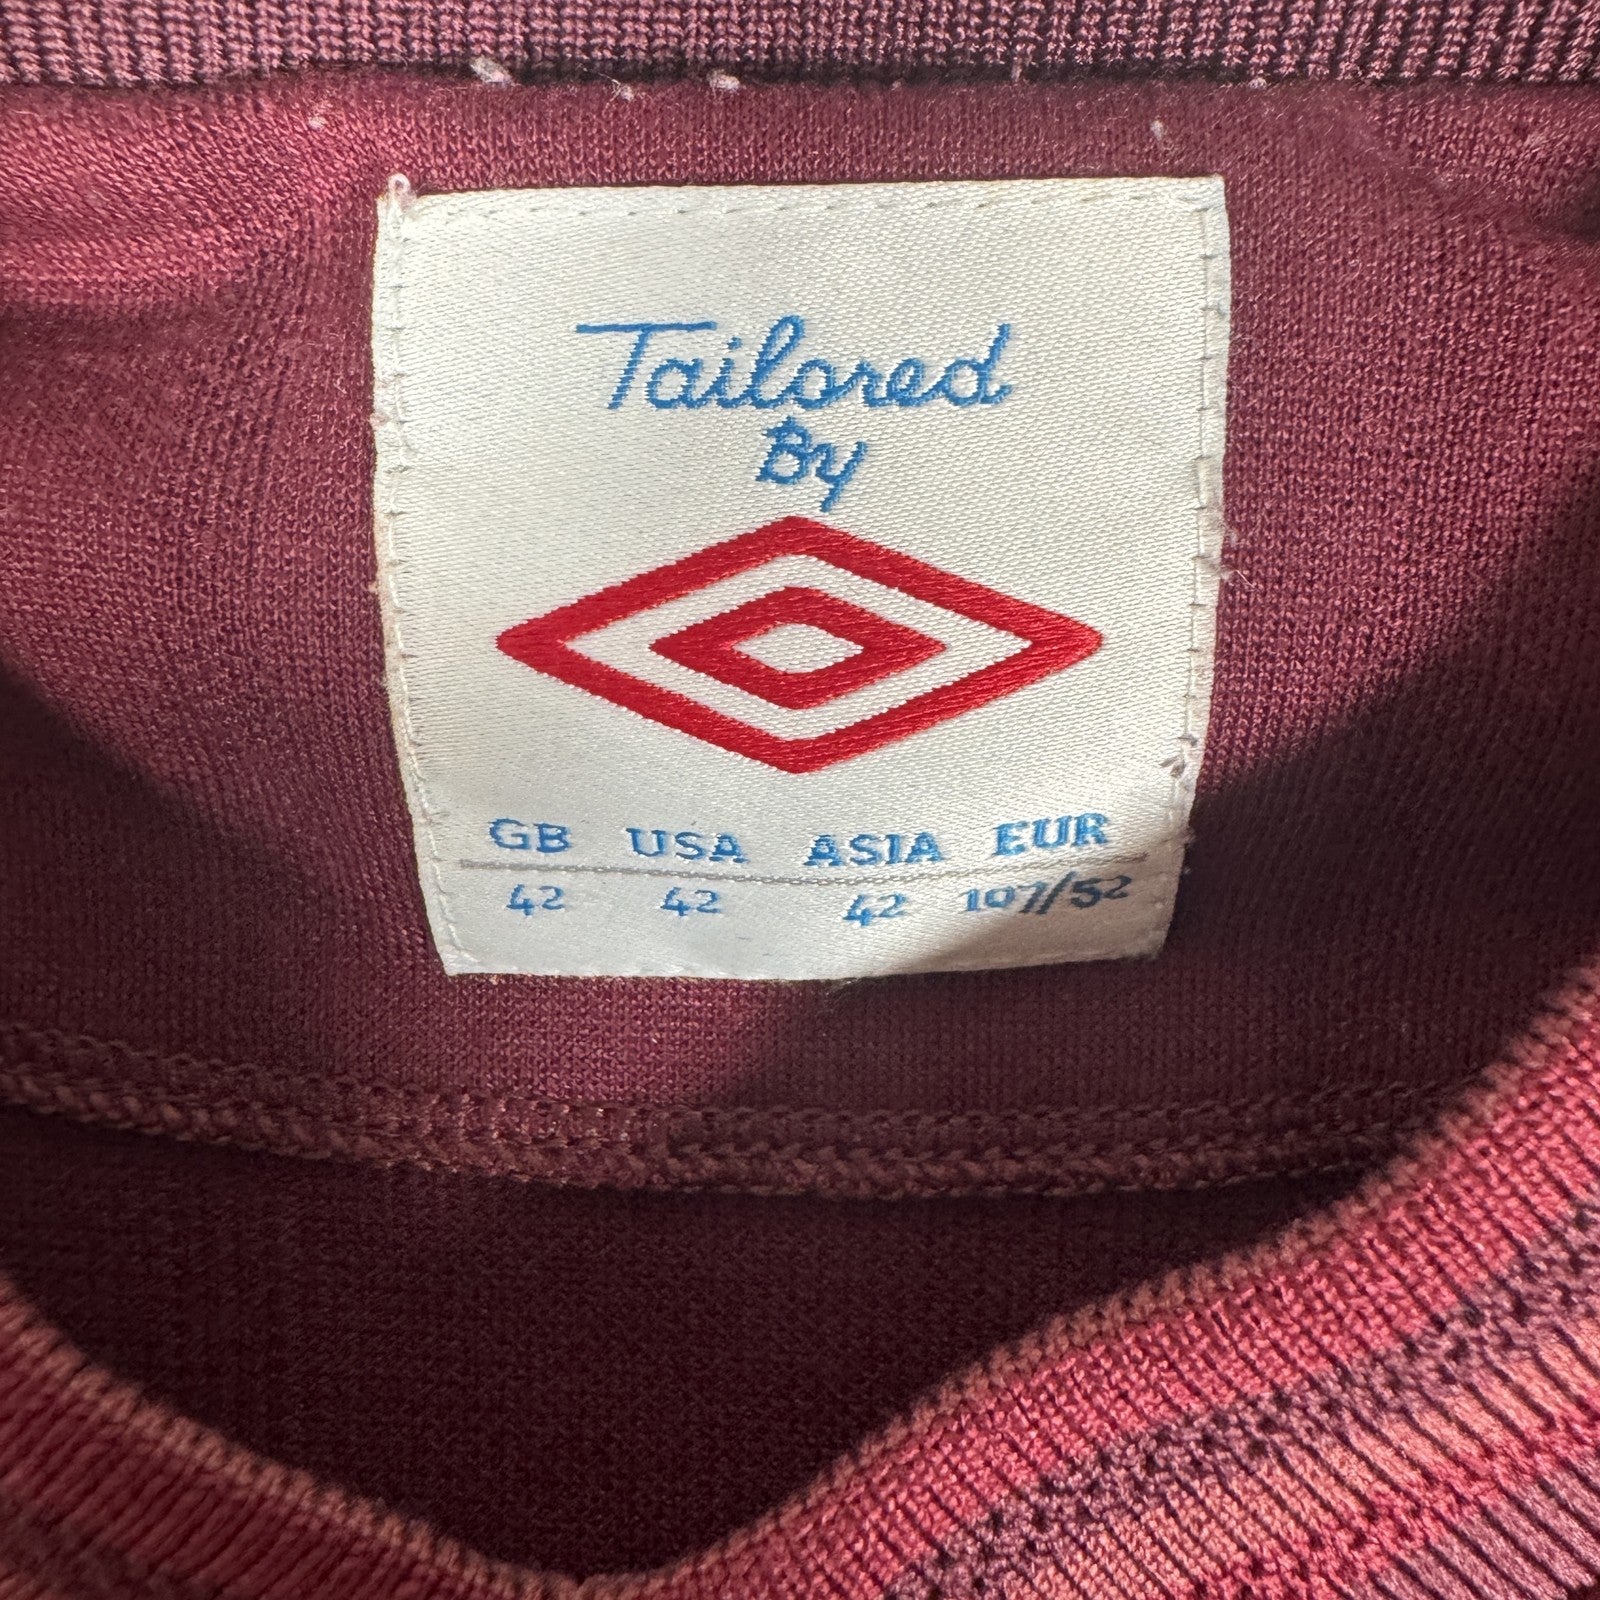 Tailored
By
GB USA ASIA EUR
42 42 42 107/52